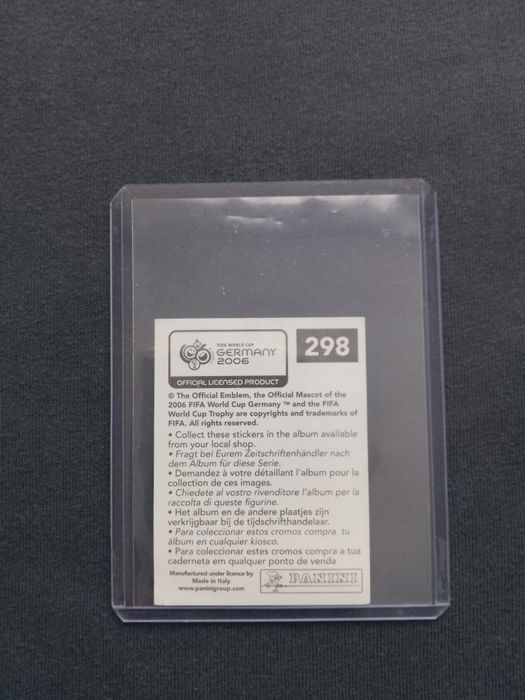 FIFA WORLD CUP
GERMANY
2006
OFFICIAL LICENSED PRODUCT
298
© The Official Emblem, the Official Mascot of the
2006 FIFA World Cup Germany ™ and the FIFA
World Cup Trophy are copyrights and trademarks of
FIFA. All rights reserved.
• Collect these stickers in the album available
from your local shop.
• Fragt bei Eurem Zeitschriftenhändler nach
dem Album für diese Serie.
• Demandez à votre détaillant l'album pour la
collection de ces images.
• Chiedete al vostro rivenditore l'album per la
raccolta di queste figurine.
• Het album en de andere plaatjes zijn
verkrijgbaar bij de tijdschrifthandelaar.
• Para coleccionar estos cromos compra tu
álbum en cualquier kiosco.
• Para coleccionar estes cromos compra a tua
caderneta em qualquer ponto de venda
Manufactured under licence by
Made in Italy
www.paninigroup.com
PANINI